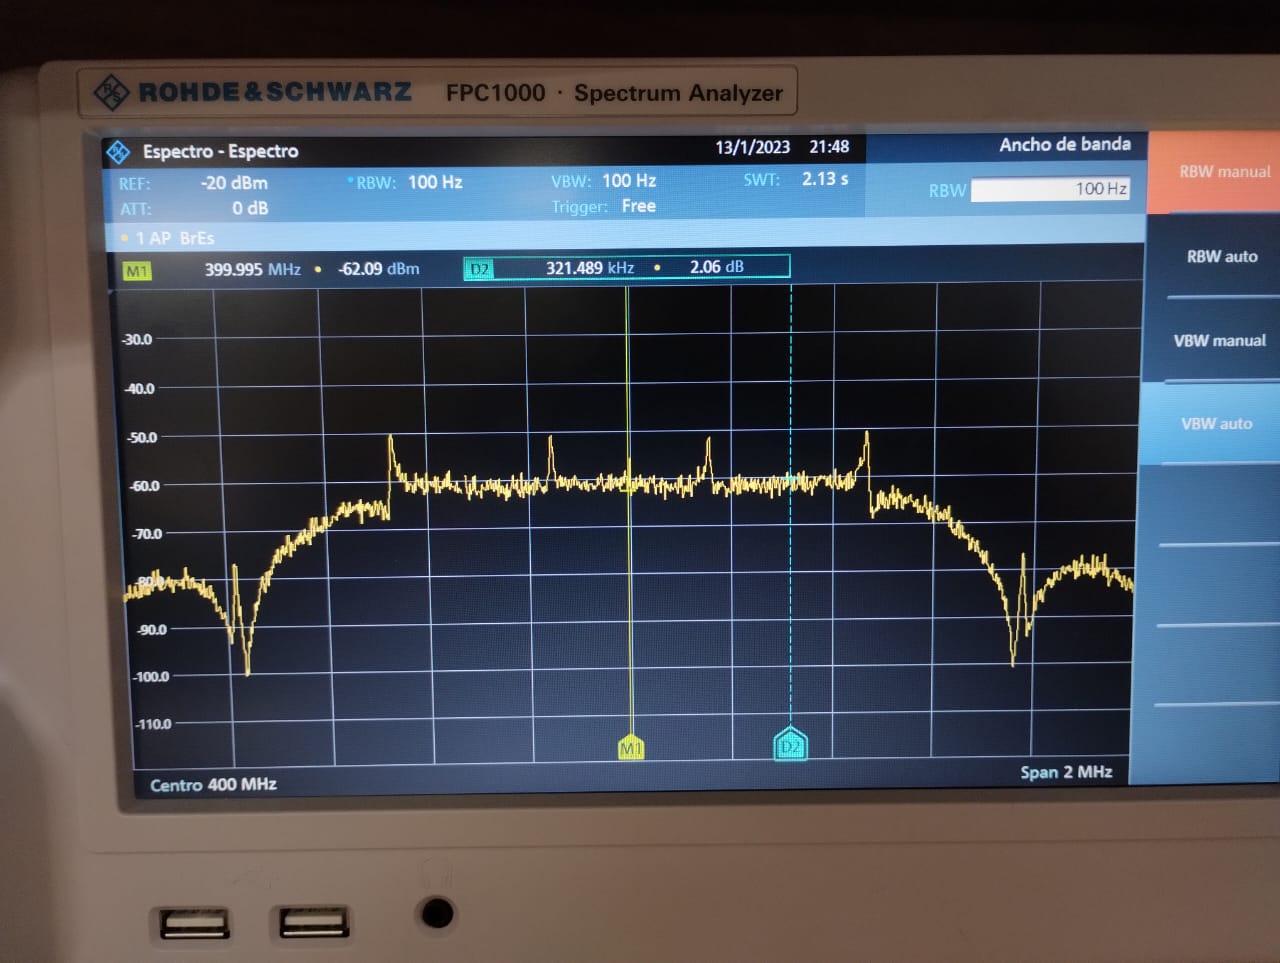 ROHDE & SCHWARZ FPC1000 · Spectrum Analyzer
Espectro - Espectro 13/1/2023 21:48 Ancho de banda RBW manual
REF: -20 dBm RBW: 100 Hz VBW: 100 Hz SWT: 2.13 s RBW 100 Hz
ATT: 0 dB Trigger: Free
1 AP BrEs
RBW auto
M1 399.995 MHz • -62.09 dBm D2 321.489 kHz • 2.06 dB
VBW manual
VBW auto
-30.0
-40.0
-50.0
-60.0
-70.0
-80.0
-90.0
-100.0
-110.0
M1 D2
Centro 400 MHz Span 2 MHz